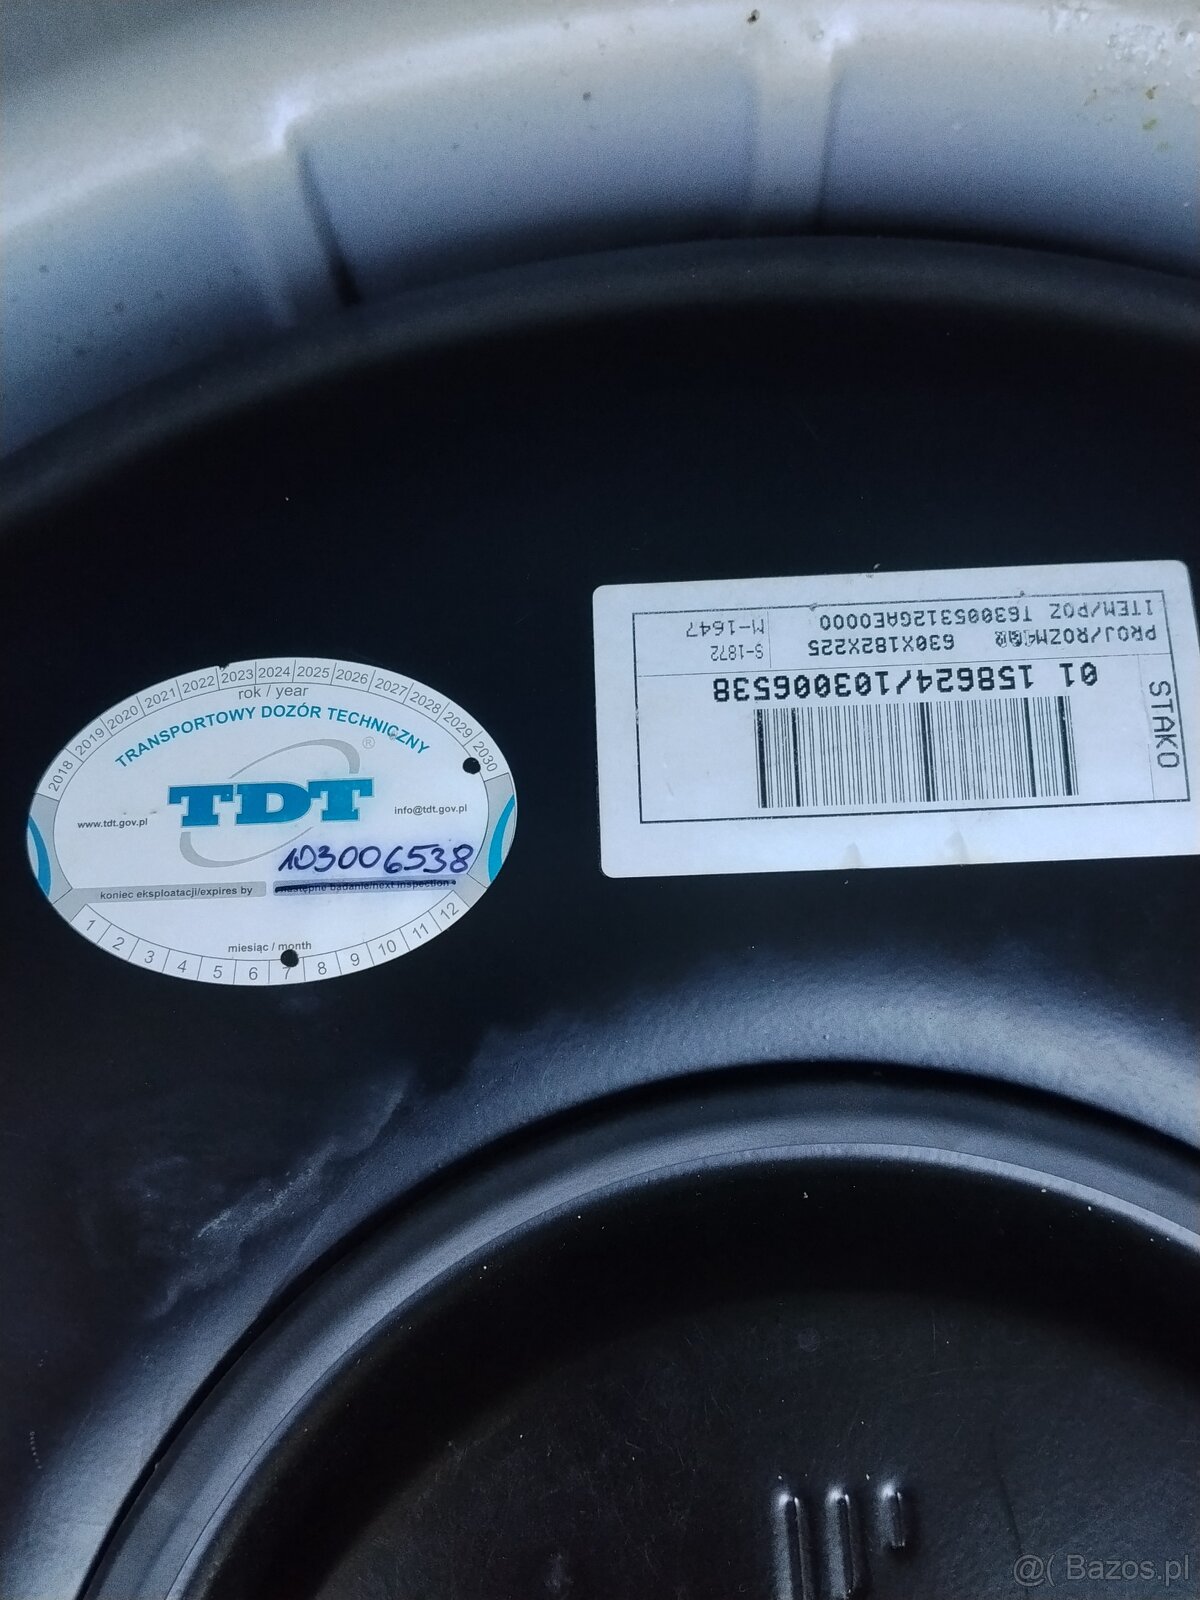 2018 2019 2020 2021 2022 2023 2024 2025 2026 2027 2028 2029 2030
rok / year
TRANSPORTOWY DOZÓR TECHNICZNY
®
TDT
www.tdt.gov.pl
info@tdt.gov.pl
103006538
koniec eksploatacji/expires by
następne badanie/next inspection
miesiąc / month
1 2 3 4 5 6 7 8 9 10 11 12
STAKO
01 158624/103006538
PROJ/ROZM 630X182X225 S-1872
ITEM/POZ T63005312GAE0000 M-1647
@( Bazos.pl